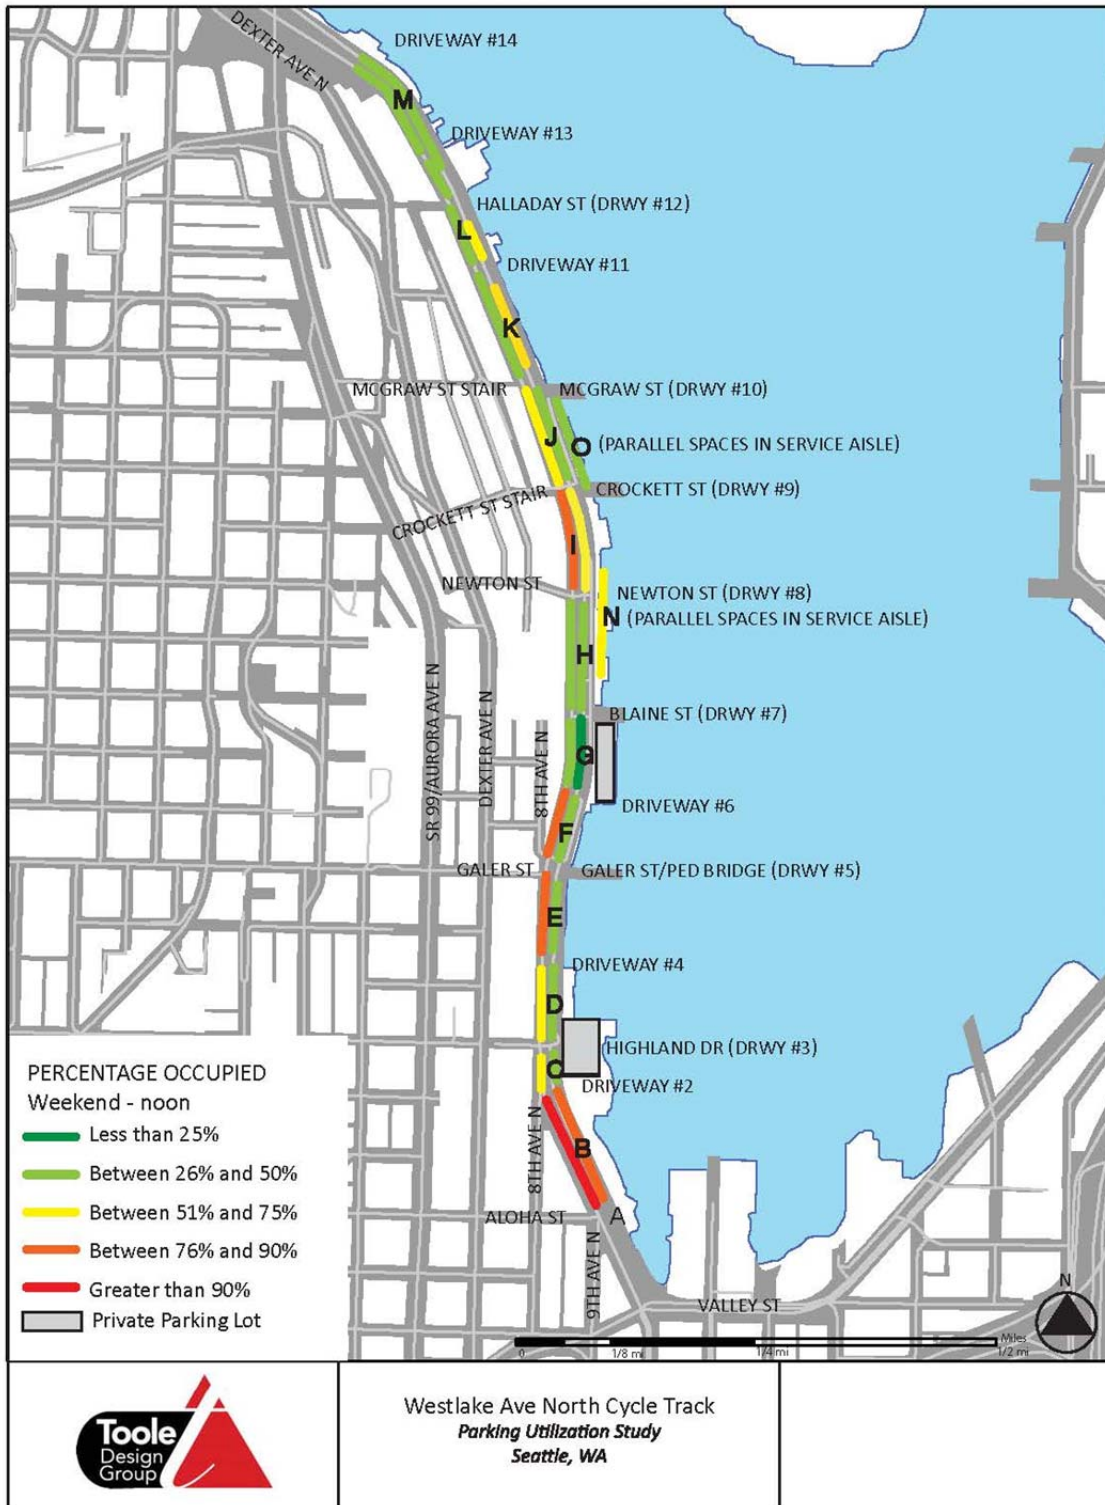 DRIVEWAY #14
DEXTER AVE N
M
DRIVEWAY #13
HALLADAY ST (DRWY #12)
L
DRIVEWAY #11
K
MCGRAW ST STAIR
MCGRAW ST (DRWY #10)
J
O (PARALLEL SPACES IN SERVICE AISLE)
CROCKETT ST STAIR
CROCKETT ST (DRWY #9)
I
NEWTON ST
NEWTON ST (DRWY #8)
N (PARALLEL SPACES IN SERVICE AISLE)
H
SR 99/AURORA AVE N
DEXTER AVE N
8TH AVE N
BLAINE ST (DRWY #7)
G
DRIVEWAY #6
F
GALER ST
GALER ST/PED BRIDGE (DRWY #5)
E
DRIVEWAY #4
D
HIGHLAND DR (DRWY #3)
C
DRIVEWAY #2
8TH AVE N
B
ALOHA ST
A
9TH AVE N
VALLEY ST
N
PERCENTAGE OCCUPIED
Weekend - noon
Less than 25%
Between 26% and 50%
Between 51% and 75%
Between 76% and 90%
Greater than 90%
Private Parking Lot
Miles
0 1/8 mi 1/4 mi 1/2 mi
Toole
Design
Group
Westlake Ave North Cycle Track
Parking Utilization Study
Seattle, WA